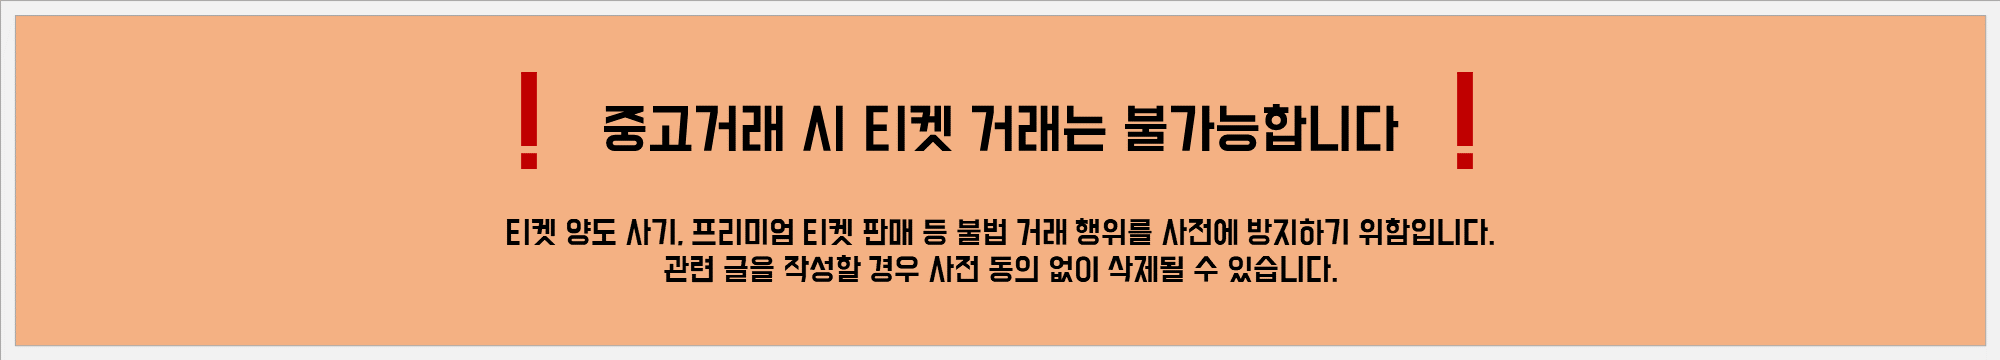 ❗ 중고거래 시 티켓 거래는 불가능합니다 ❗
티켓 양도 사기, 프리미엄 티켓 판매 등 불법 거래 행위를 사전에 방지하기 위함입니다.
관련 글을 작성할 경우 사전 동의 없이 삭제될 수 있습니다.